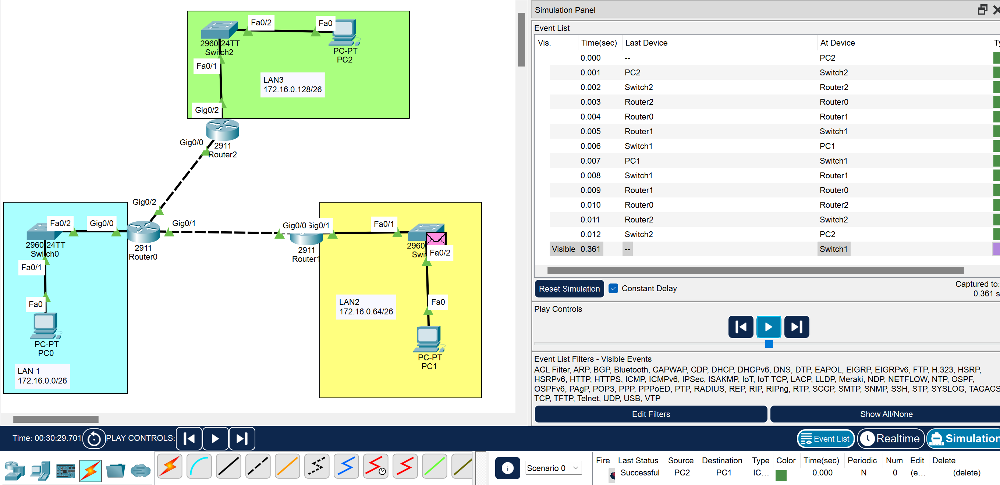 Fa0/2
Fa0
2960 24TT
Switch2
PC-PT
PC2
Fa0/1
LAN3
172.16.0.128/26
Gig0/2
Gig0/0
2911
Router2
Gig0/2
Fa0/2
Gig0/0
Gig0/1
2960 24TT
Switch0
2911
Router0
Fa0/1
Fa0
PC-PT
PC0
LAN 1
172.16.0.0/26
Gig0/0
Gig0/1
Fa0/1
2911
Router1
2960
Swit
Fa0/2
LAN2
172.16.0.64/26
Fa0
PC-PT
PC1
Simulation Panel
Event List
Vis. Time(sec) Last Device At Device Ty
0.000 -- PC2
0.001 PC2 Switch2
0.002 Switch2 Router2
0.003 Router2 Router0
0.004 Router0 Router1
0.005 Router1 Switch1
0.006 Switch1 PC1
0.007 PC1 Switch1
0.008 Switch1 Router1
0.009 Router1 Router0
0.010 Router0 Router2
0.011 Router2 Switch2
0.012 Switch2 PC2
Visible 0.361 -- Switch1
Reset Simulation Constant Delay
Captured to:
0.361 s
Play Controls
Event List Filters - Visible Events
ACL Filter, ARP, BGP, Bluetooth, CAPWAP, CDP, DHCP, DHCPv6, DNS, DTP, EAPOL, EIGRP, EIGRPv6, FTP, H.323, HSRP,
HSRPv6, HTTP, HTTPS, ICMP, ICMPv6, IPSec, ISAKMP, IoT, IoT TCP, LACP, LLDP, Meraki, NDP, NETFLOW, NTP, OSPF,
OSPFv6, PAgP, POP3, PPP, PPPoED, PTP, RADIUS, REP, RIP, RIPng, RTP, SCCP, SMTP, SNMP, SSH, STP, SYSLOG, TACACS
TCP, TFTP, Telnet, UDP, USB, VTP
Edit Filters
Show All/None
Time: 00:30:29.701
PLAY CONTROLS:
Event List
Realtime
Simulation
Scenario 0
Fire Last Status Source Destination Type Color Time(sec) Periodic Num Edit Delete
Successful PC2 PC1 IC... 0.000 N 0 (e... (delete)